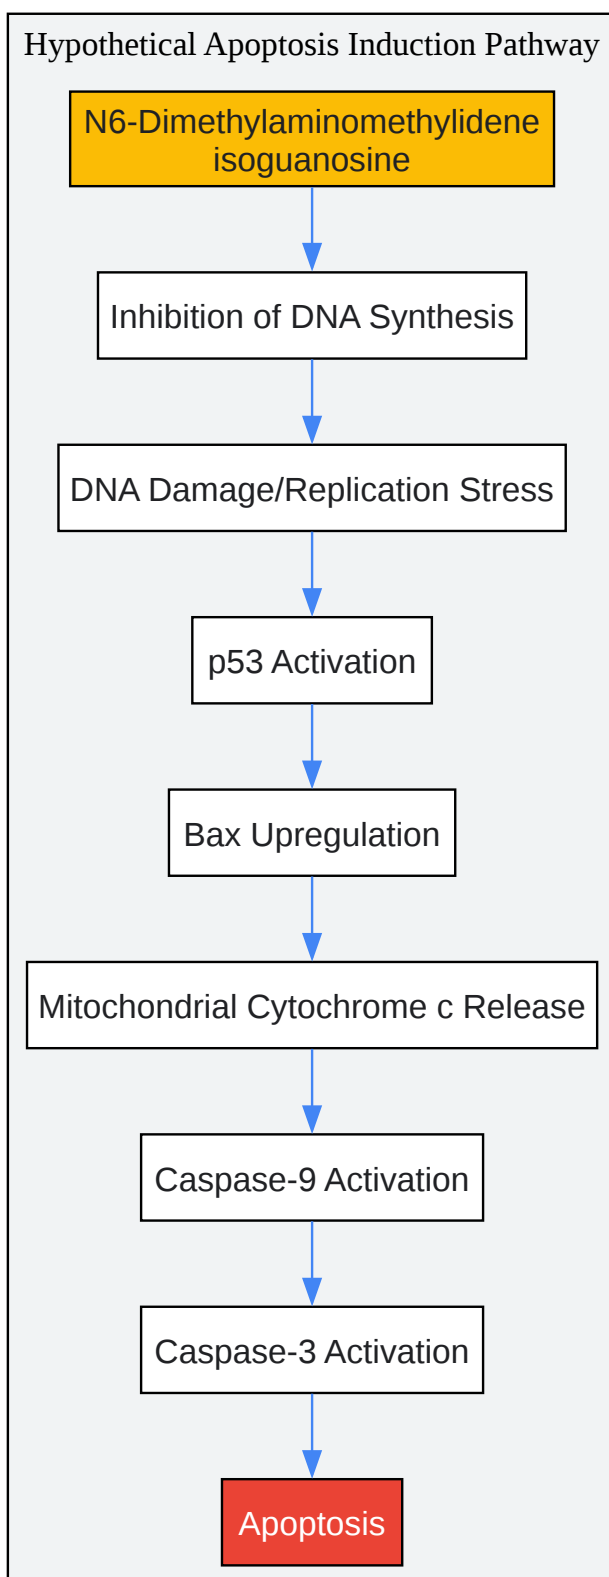 Hypothetical Apoptosis Induction Pathway
N6-Dimethylaminomethylidene
isoguanosine
Inhibition of DNA Synthesis
DNA Damage/Replication Stress
p53 Activation
Bax Upregulation
Mitochondrial Cytochrome c Release
Caspase-9 Activation
Caspase-3 Activation
Apoptosis